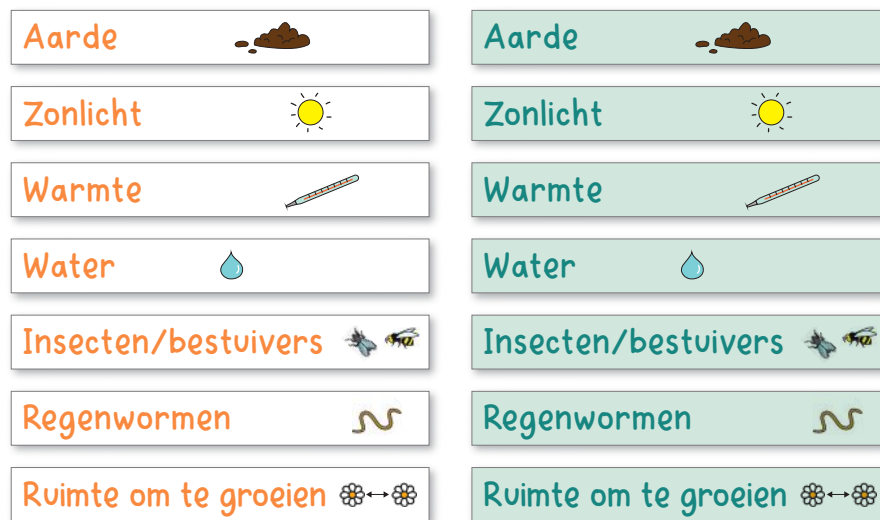 Aarde
Zonlicht
Warmte
Water
Insecten/bestuivers
Regenwormen
Ruimte om te groeien
Aarde
Zonlicht
Warmte
Water
Insecten/bestuivers
Regenwormen
Ruimte om te groeien